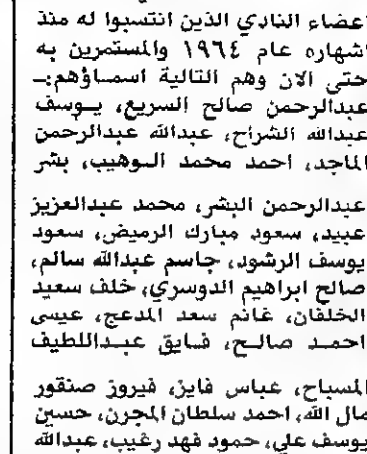 اعضاء النادي الذين انتسبوا له منذ
اشهاره عام ١٩٦٤ والمستمرين به
حتى الان وهم التالية اسماؤهم:ـ
عبدالرحمن صالح السريع، يوسف
عبدالله الشراح، عبدالله عبدالرحمن
الماجد، احمد محمد الوهيب، بشر
عبدالرحمن البشر، محمد عبدالعزيز
عبيد، سعود مبارك الرميض، سعود
يوسف الرشود، جاسم عبدالله سالم،
صالح ابراهيم الدوسري، خلف سعيد
الخلفان، غانم سعد المدعج، عيسى
احمد صالح، فايق عبداللطيف
المسباح، عباس فايز، فيروز صنقور
مال الله، احمد سلطان المجرن، حسين
يوسف علي، حمود فهد رغيب، عبدالله